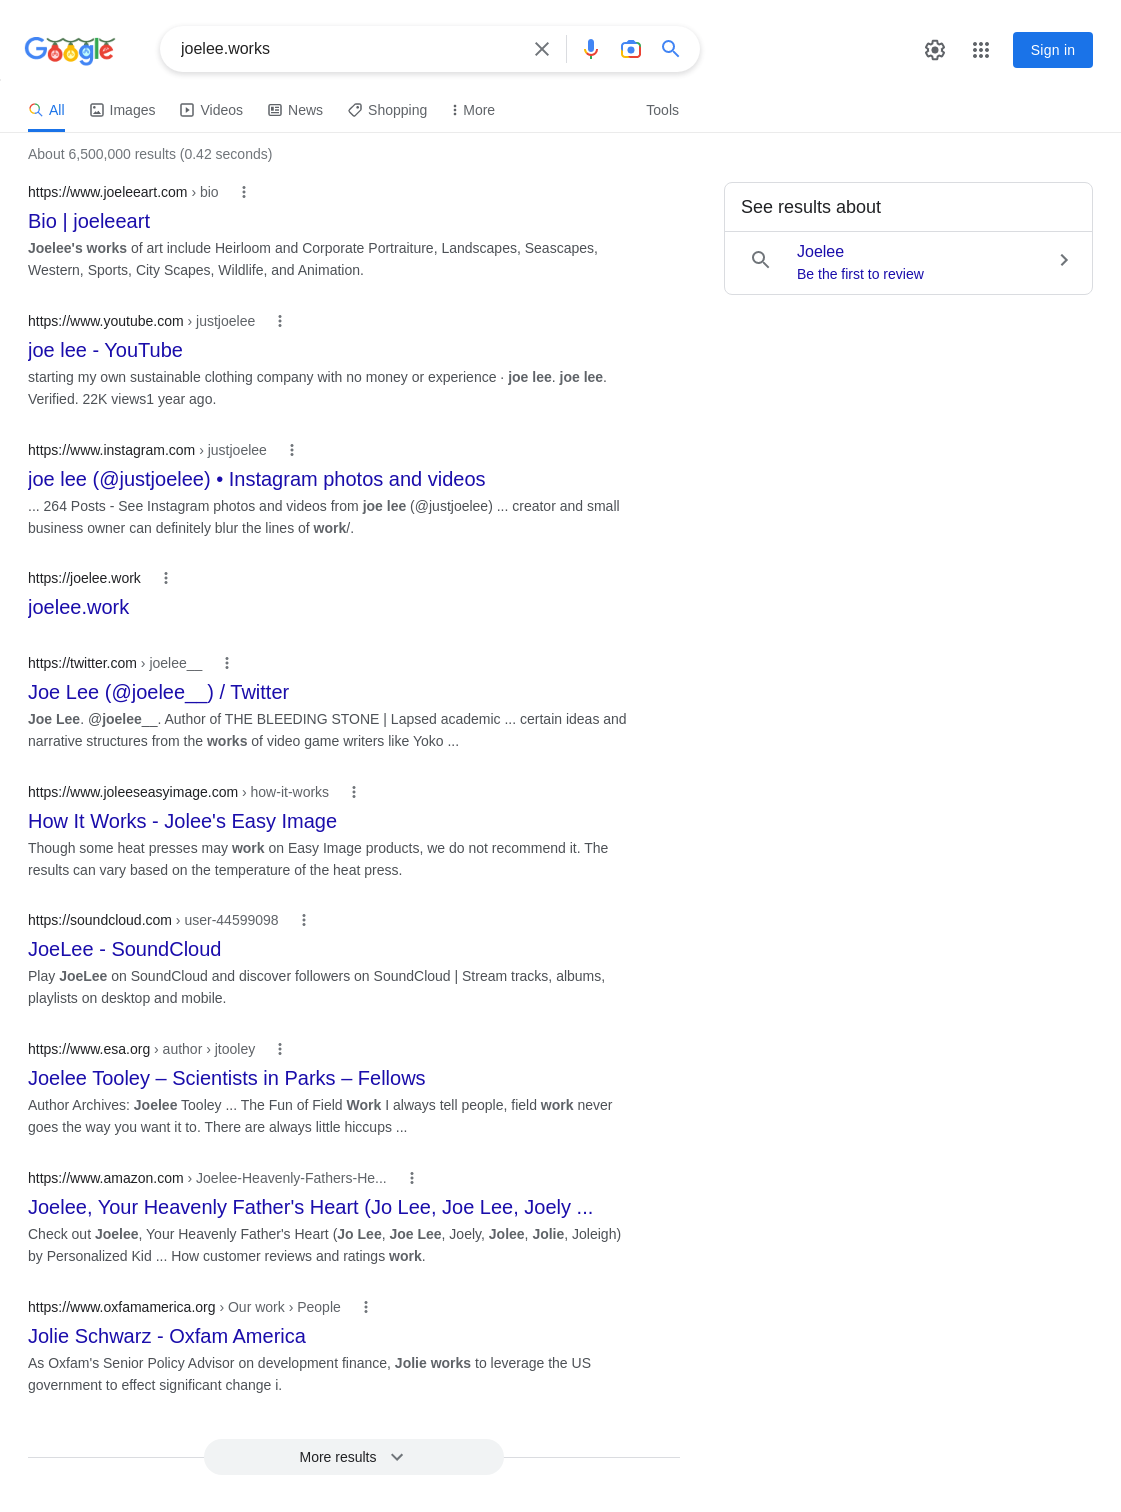 Google
joelee.works
Sign in
All Images Videos News Shopping More Tools
About 6,500,000 results (0.42 seconds)
https://www.joeleeart.com › bio
Bio | joeleeart
Joelee's works of art include Heirloom and Corporate Portraiture, Landscapes, Seascapes,
Western, Sports, City Scapes, Wildlife, and Animation.
https://www.youtube.com › justjoelee
joe lee - YouTube
starting my own sustainable clothing company with no money or experience · joe lee. joe lee.
Verified. 22K views1 year ago.
https://www.instagram.com › justjoelee
joe lee (@justjoelee) • Instagram photos and videos
... 264 Posts - See Instagram photos and videos from joe lee (@justjoelee) ... creator and small
business owner can definitely blur the lines of work/.
https://joelee.work
joelee.work
https://twitter.com › joelee__
Joe Lee (@joelee__) / Twitter
Joe Lee. @joelee__. Author of THE BLEEDING STONE | Lapsed academic ... certain ideas and
narrative structures from the works of video game writers like Yoko ...
https://www.joleeseasyimage.com › how-it-works
How It Works - Jolee's Easy Image
Though some heat presses may work on Easy Image products, we do not recommend it. The
results can vary based on the temperature of the heat press.
https://soundcloud.com › user-44599098
JoeLee - SoundCloud
Play JoeLee on SoundCloud and discover followers on SoundCloud | Stream tracks, albums,
playlists on desktop and mobile.
https://www.esa.org › author › jtooley
Joelee Tooley – Scientists in Parks – Fellows
Author Archives: Joelee Tooley ... The Fun of Field Work I always tell people, field work never
goes the way you want it to. There are always little hiccups ...
https://www.amazon.com › Joelee-Heavenly-Fathers-He...
Joelee, Your Heavenly Father's Heart (Jo Lee, Joe Lee, Joely ...
Check out Joelee, Your Heavenly Father's Heart (Jo Lee, Joe Lee, Joely, Jolee, Jolie, Joleigh)
by Personalized Kid ... How customer reviews and ratings work.
https://www.oxfamamerica.org › Our work › People
Jolie Schwarz - Oxfam America
As Oxfam's Senior Policy Advisor on development finance, Jolie works to leverage the US
government to effect significant change i.
More results
See results about
Joelee
Be the first to review